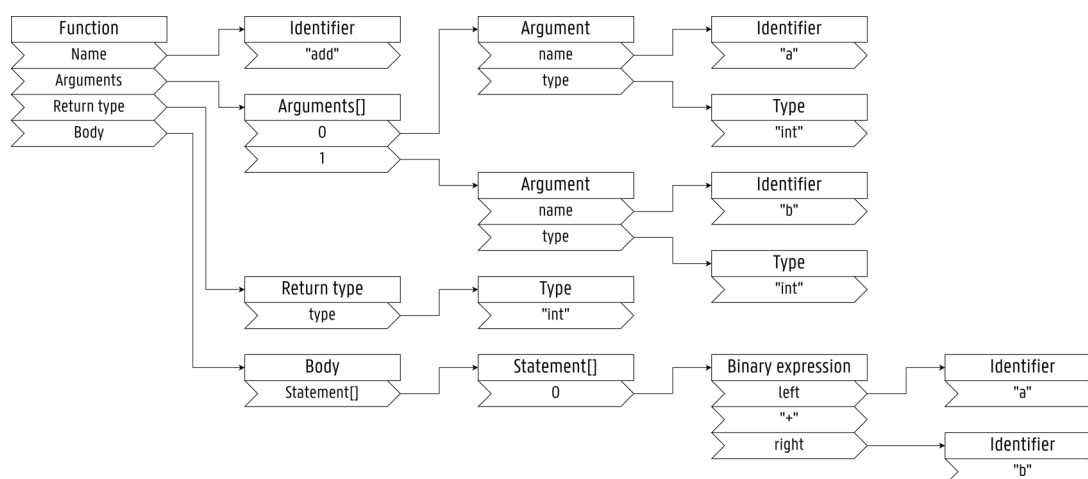 Function
Name
Arguments
Return type
Body
Identifier
"add"
Arguments[]
0
1
Argument
name
type
Identifier
"a"
Type
"int"
Argument
name
type
Identifier
"b"
Type
"int"
Return type
type
Type
"int"
Body
Statement[]
Statement[]
0
Binary expression
left
"+"
right
Identifier
"a"
Identifier
"b"